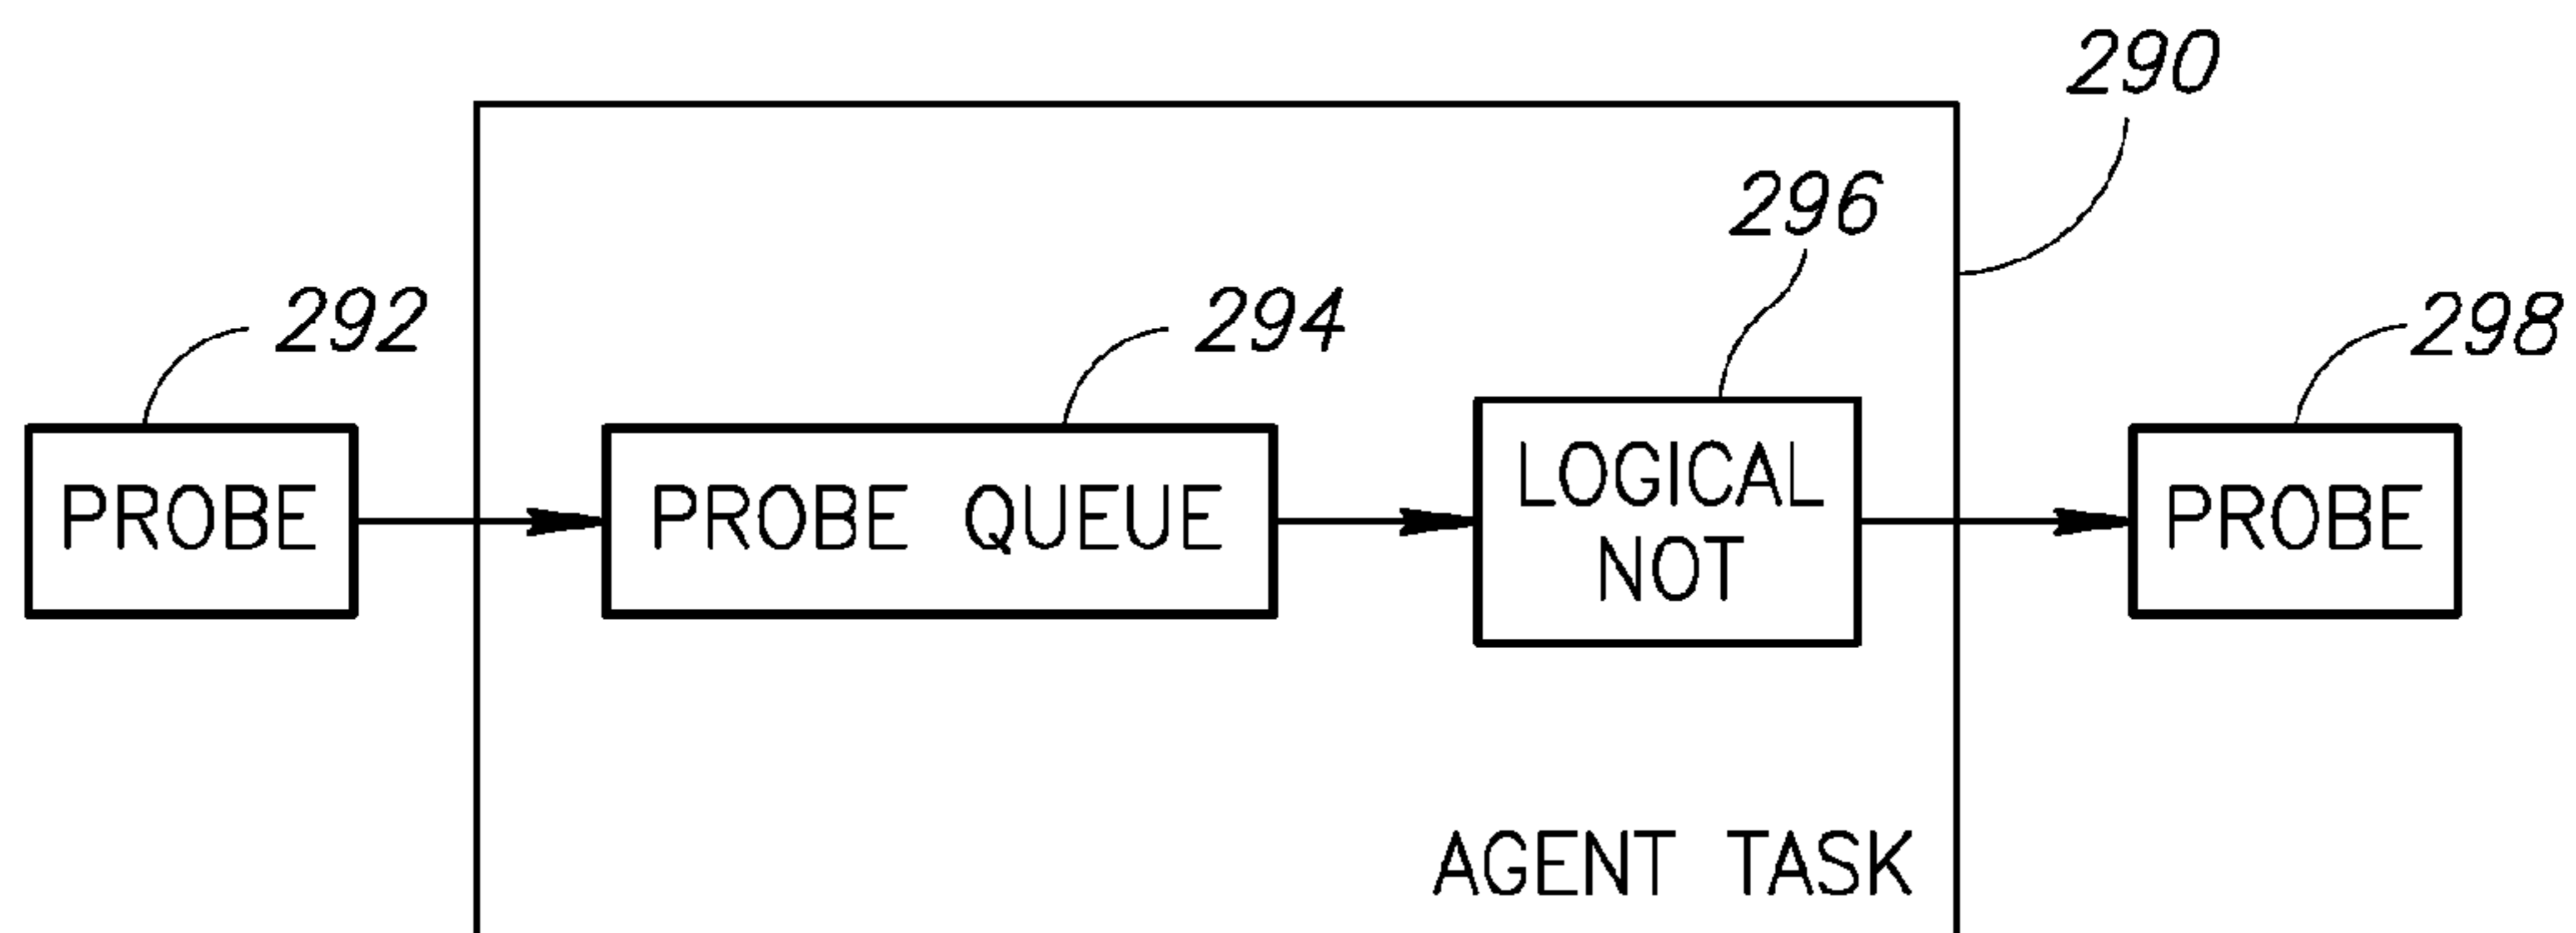 290
296
292
294
298
PROBE
PROBE QUEUE
LOGICAL
NOT
PROBE
AGENT TASK